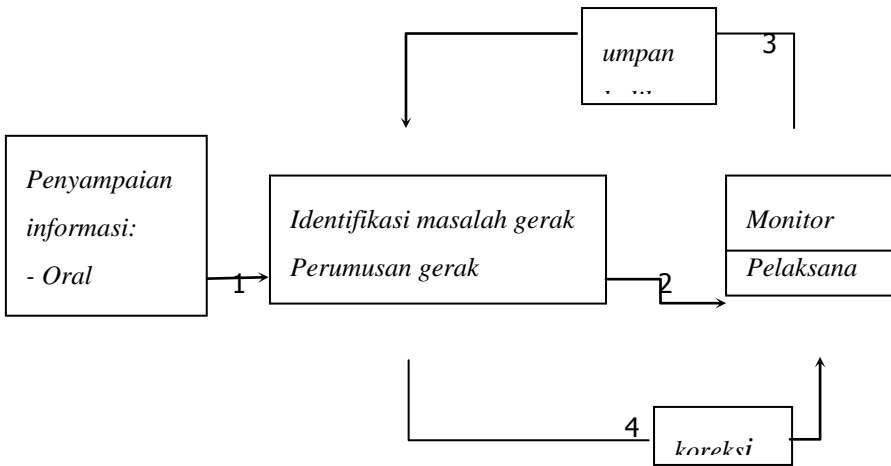 umpan
3
Penyampaian
informasi:
- Oral
1
Identifikasi masalah gerak
Perumusan gerak
2
Monitor
Pelaksana
4
koreksi